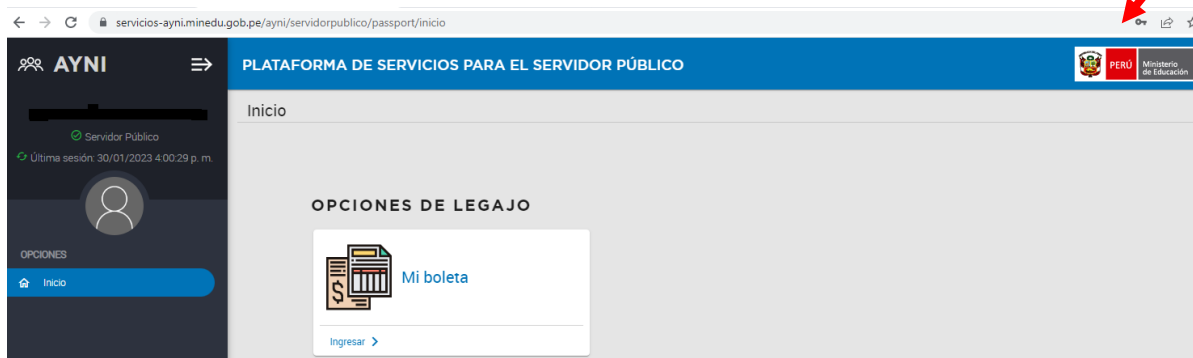 servicios-ayni.minedu.gob.pe/ayni/servidorpublico/passport/inicio
AYNI
PLATAFORMA DE SERVICIOS PARA EL SERVIDOR PÚBLICO
PERÚ
Ministerio
de Educación
Inicio
Servidor Público
Última sesión: 30/01/2023 4:00:29 p. m.
OPCIONES DE LEGAJO
OPCIONES
Inicio
Mi boleta
Ingresar